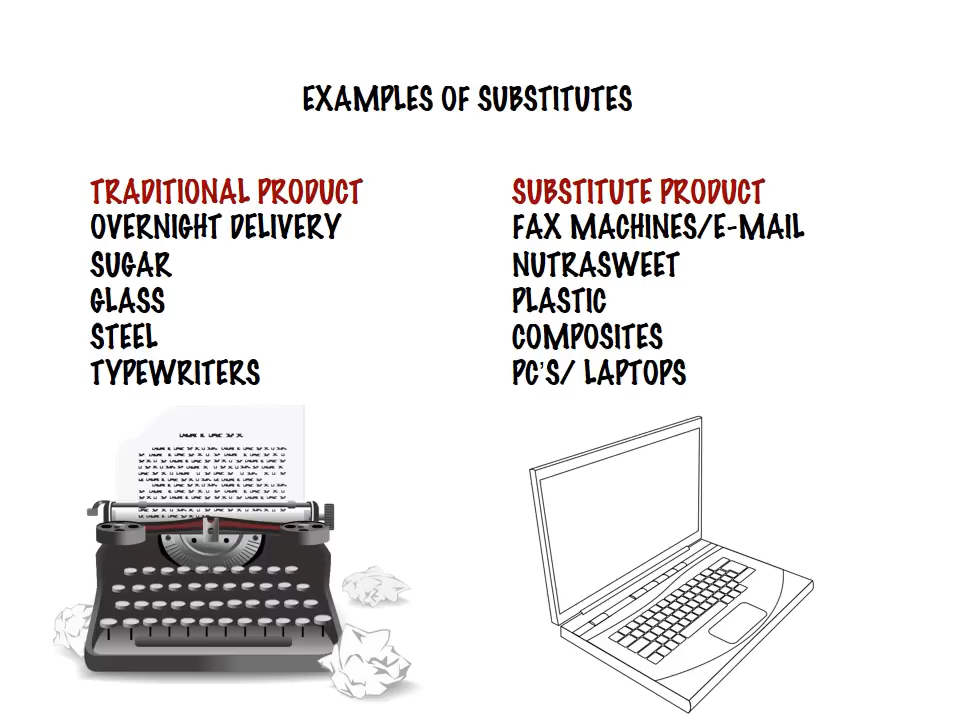 EXAMPLES OF SUBSTITUTES
TRADITIONAL PRODUCT
OVERNIGHT DELIVERY
SUGAR
GLASS
STEEL
TYPEWRITERS
SUBSTITUTE PRODUCT
FAX MACHINES/E-MAIL
NUTRASWEET
PLASTIC
COMPOSITES
PC'S/ LAPTOPS